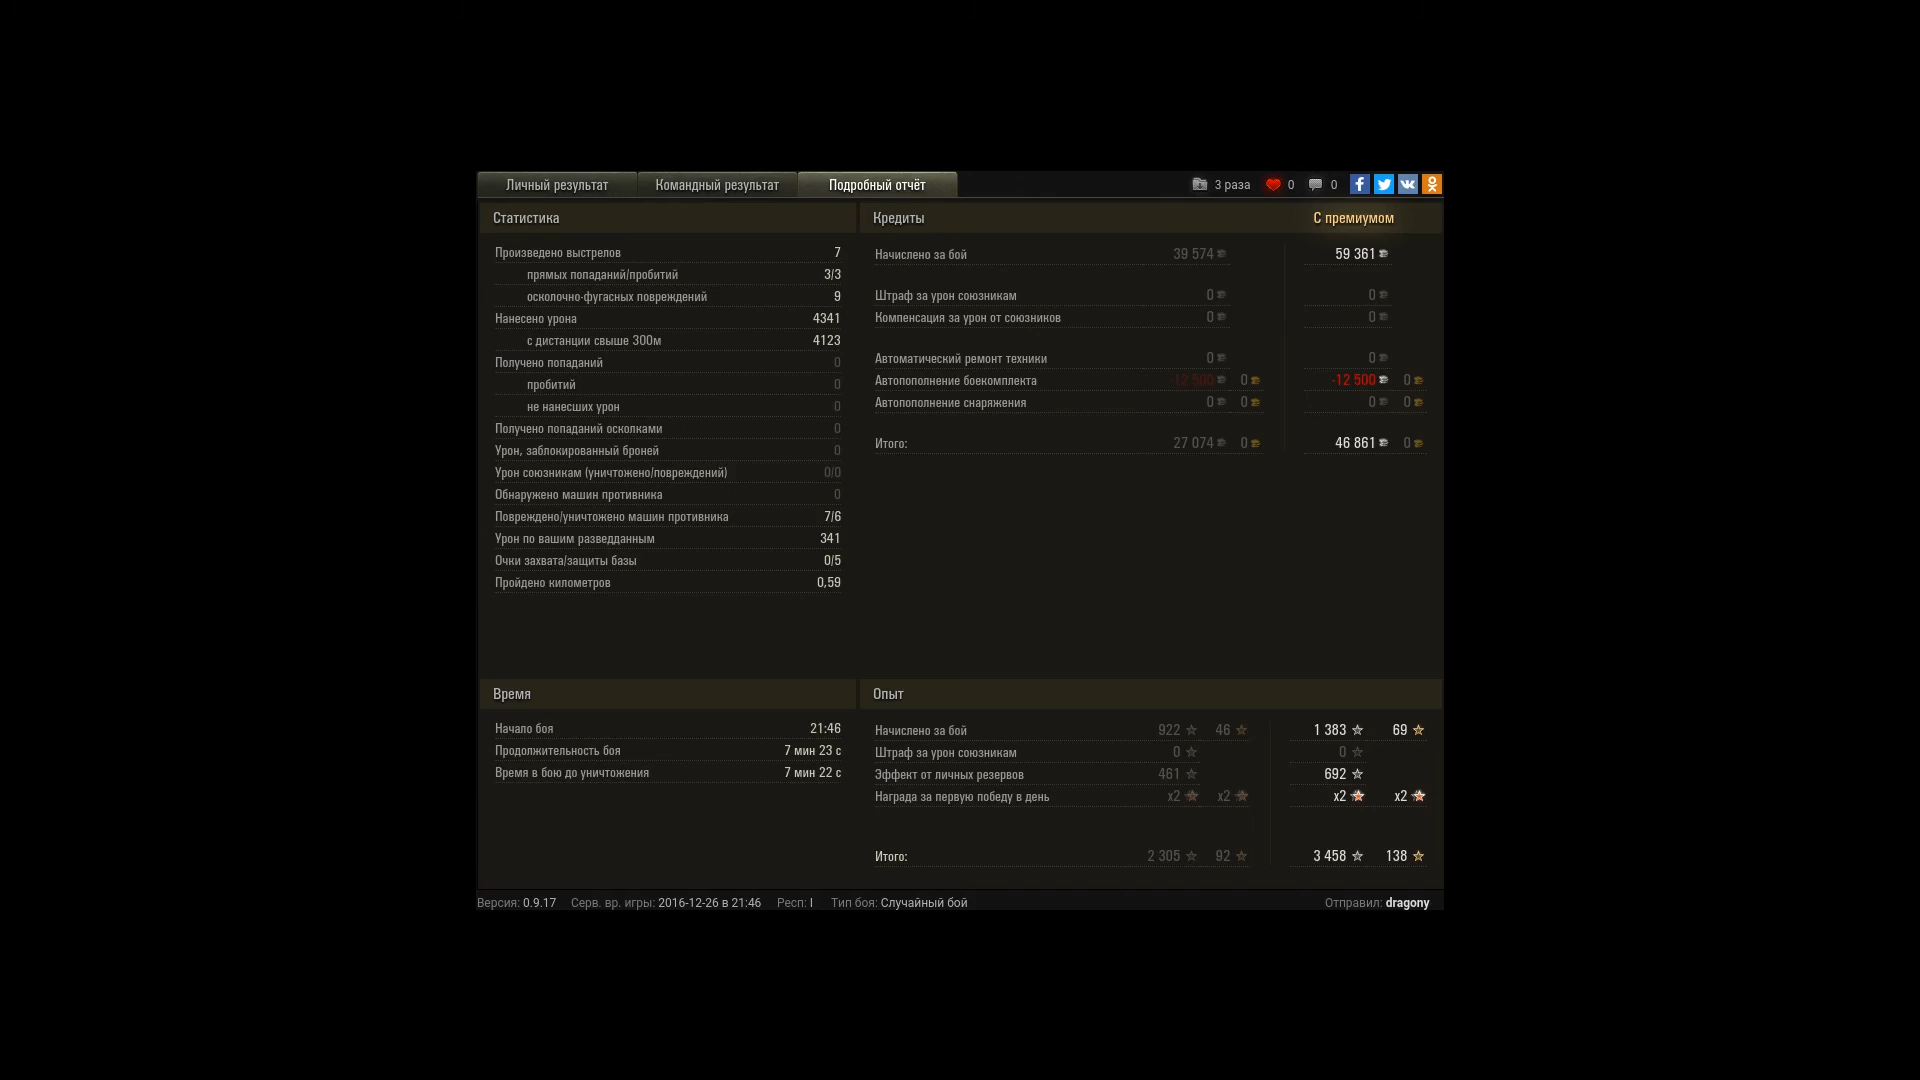 Личный результат
Командный результат
Подробный отчёт
3 раза
0
0
Статистика
Произведено выстрелов 7
прямых попаданий/пробитий 3/3
осколочно-фугасных повреждений 9
Нанесено урона 4341
с дистанции свыше 300м 4123
Получено попаданий 0
пробитий 0
не нанесших урон 0
Получено попаданий осколками 0
Урон, заблокированный броней 0
Урон союзникам (уничтожено/повреждений) 0/0
Обнаружено машин противника 0
Повреждено/уничтожено машин противника 7/6
Урон по вашим разведданным 341
Очки захвата/защиты базы 0/5
Пройдено километров 0,59
Кредиты С премиумом
Начислено за бой 39 574 59 361
Штраф за урон союзникам 0 0
Компенсация за урон от союзников 0 0
Автоматический ремонт техники 0 0
Автопополнение боекомплекта -12 500 0 -12 500 0
Автопополнение снаряжения 0 0 0 0
Итого: 27 074 0 46 861 0
Время
Начало боя 21:46
Продолжительность боя 7 мин 23 с
Время в бою до уничтожения 7 мин 22 с
Опыт
Начислено за бой 922 46 1 383 69
Штраф за урон союзникам 0 0
Эффект от личных резервов 461 692
Награда за первую победу в день x2 x2 x2 x2
Итого: 2 305 92 3 458 138
Версия: 0.9.17 Серв. вр. игры: 2016-12-26 в 21:46 Респ: I Тип боя: Случайный бой Отправил: dragony